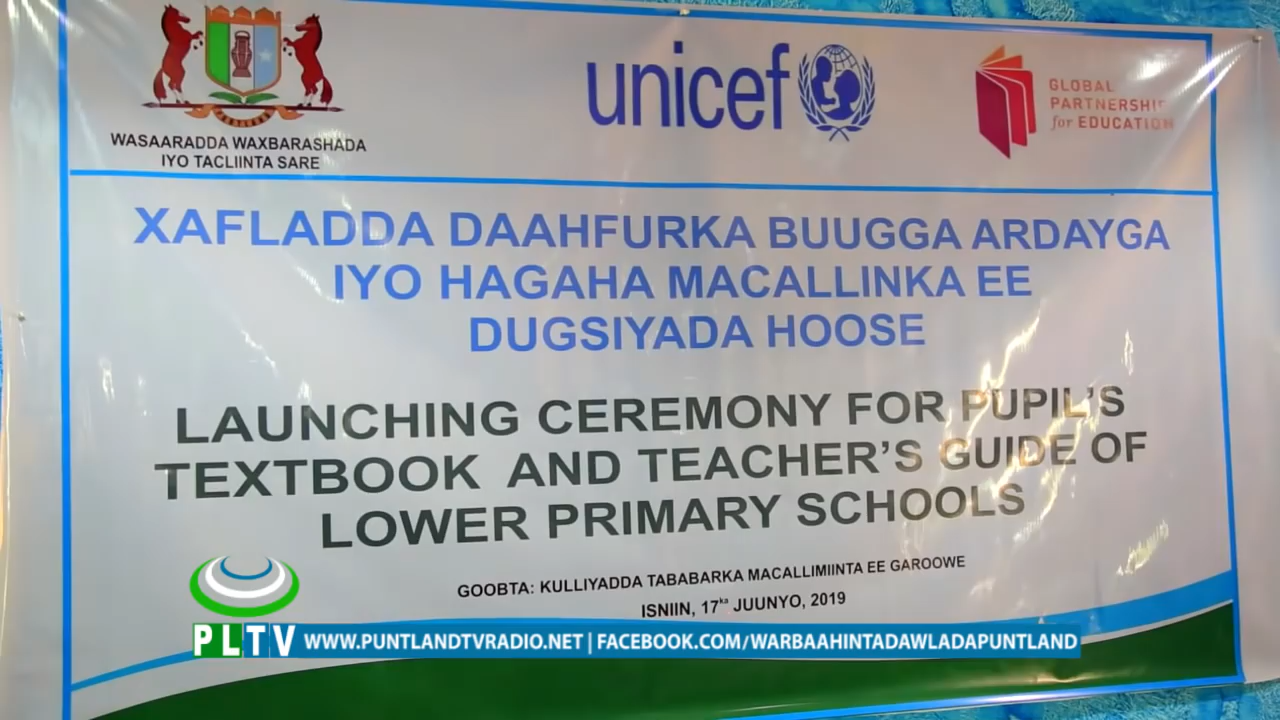 PUNTLAND
WASAARADDA WAXBARASHADA
IYO TACLIINTA SARE
unicef
GLOBAL
PARTNERSHIP
for EDUCATION
XAFLADDA DAAHFURKA BUUGGA ARDAYGA
IYO HAGAHA MACALLINKA EE
DUGSIYADA HOOSE
LAUNCHING CEREMONY FOR PUPIL'S
TEXTBOOK AND TEACHER'S GUIDE OF
LOWER PRIMARY SCHOOLS
GOOBTA: KULLIYADDA TABABARKA MACALLIMIINTA EE GAROOWE
ISNIIN, 17ka JUUNYO, 2019
PLTV WWW.PUNTLANDTVRADIO.NET | FACEBOOK.COM/WARBAAHINTADAWLADAPUNTLAND